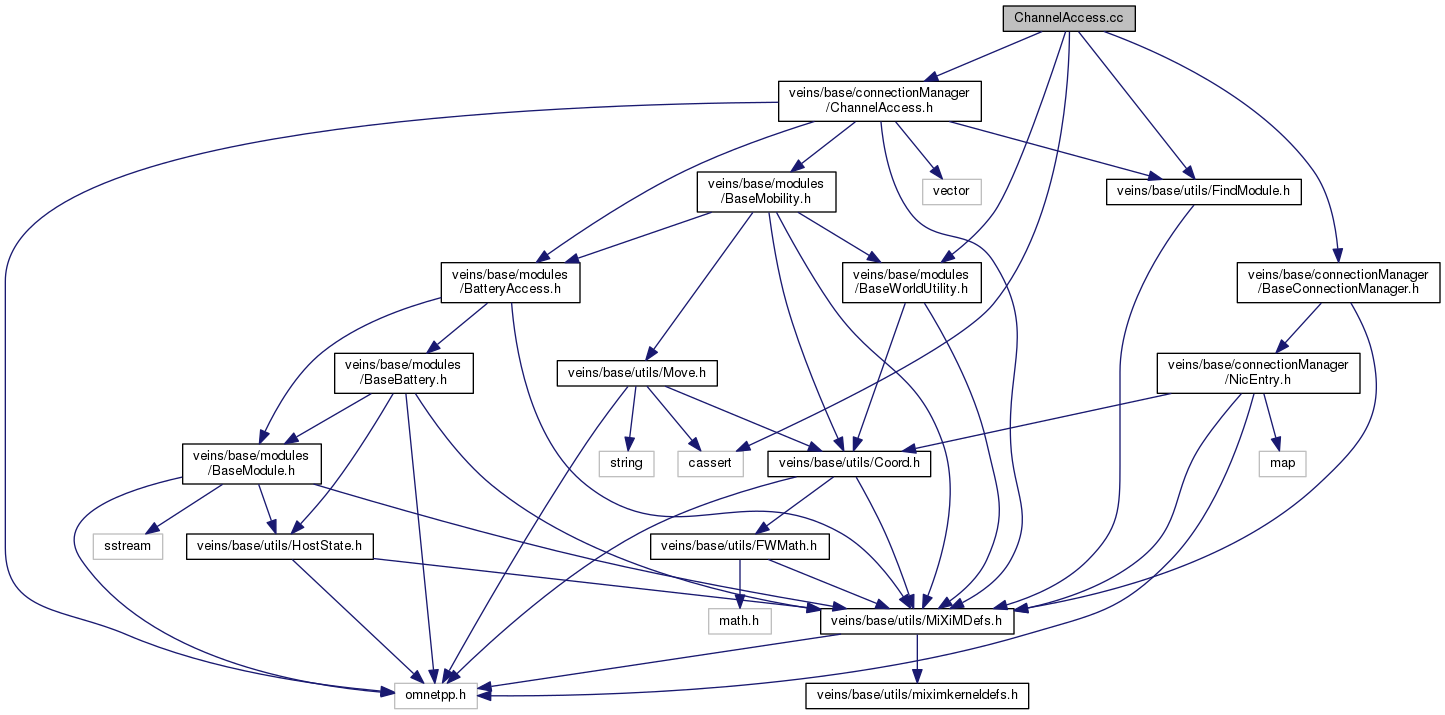 ChannelAccess.cc
veins/base/connectionManager
/ChannelAccess.h
veins/base/modules
/BaseMobility.h
vector
veins/base/utils/FindModule.h
veins/base/modules
/BatteryAccess.h
veins/base/modules
/BaseWorldUtility.h
veins/base/connectionManager
/BaseConnectionManager.h
veins/base/modules
/BaseBattery.h
veins/base/utils/Move.h
veins/base/connectionManager
/NicEntry.h
veins/base/modules
/BaseModule.h
string
cassert
veins/base/utils/Coord.h
map
sstream
veins/base/utils/HostState.h
veins/base/utils/FWMath.h
math.h
veins/base/utils/MiXiMDefs.h
omnetpp.h
veins/base/utils/miximkerneldefs.h